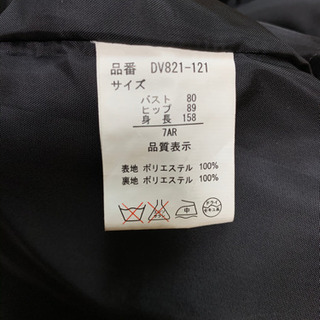 品番 DV821-121
サイズ
バスト 80
ヒップ 89
身長 158
7AR
品質表示
表地 ポリエステル 100%
裏地 ポリエステル 100%